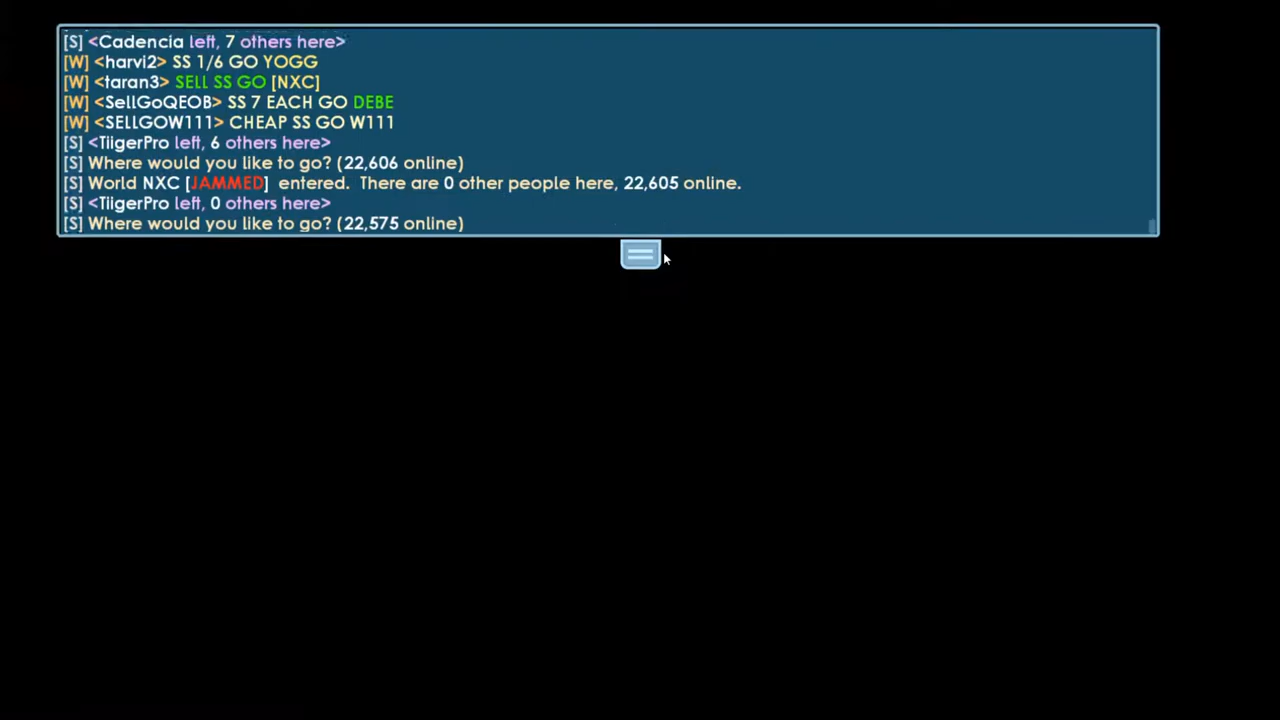 [S] <Cadencia left, 7 others here>
[W] <harvi2> SS 1/6 GO YOGG
[W] <taran3> SELL SS GO [NXC]
[W] <SellGoQEOB> SS 7 EACH GO DEBE
[W] <SELLGOW111> CHEAP SS GO W111
[S] <TiigerPro left, 6 others here>
[S] Where would you like to go? (22,606 online)
[S] World NXC [JAMMED] entered. There are 0 other people here, 22,605 online.
[S] <TiigerPro left, 0 others here>
[S] Where would you like to go? (22,575 online)